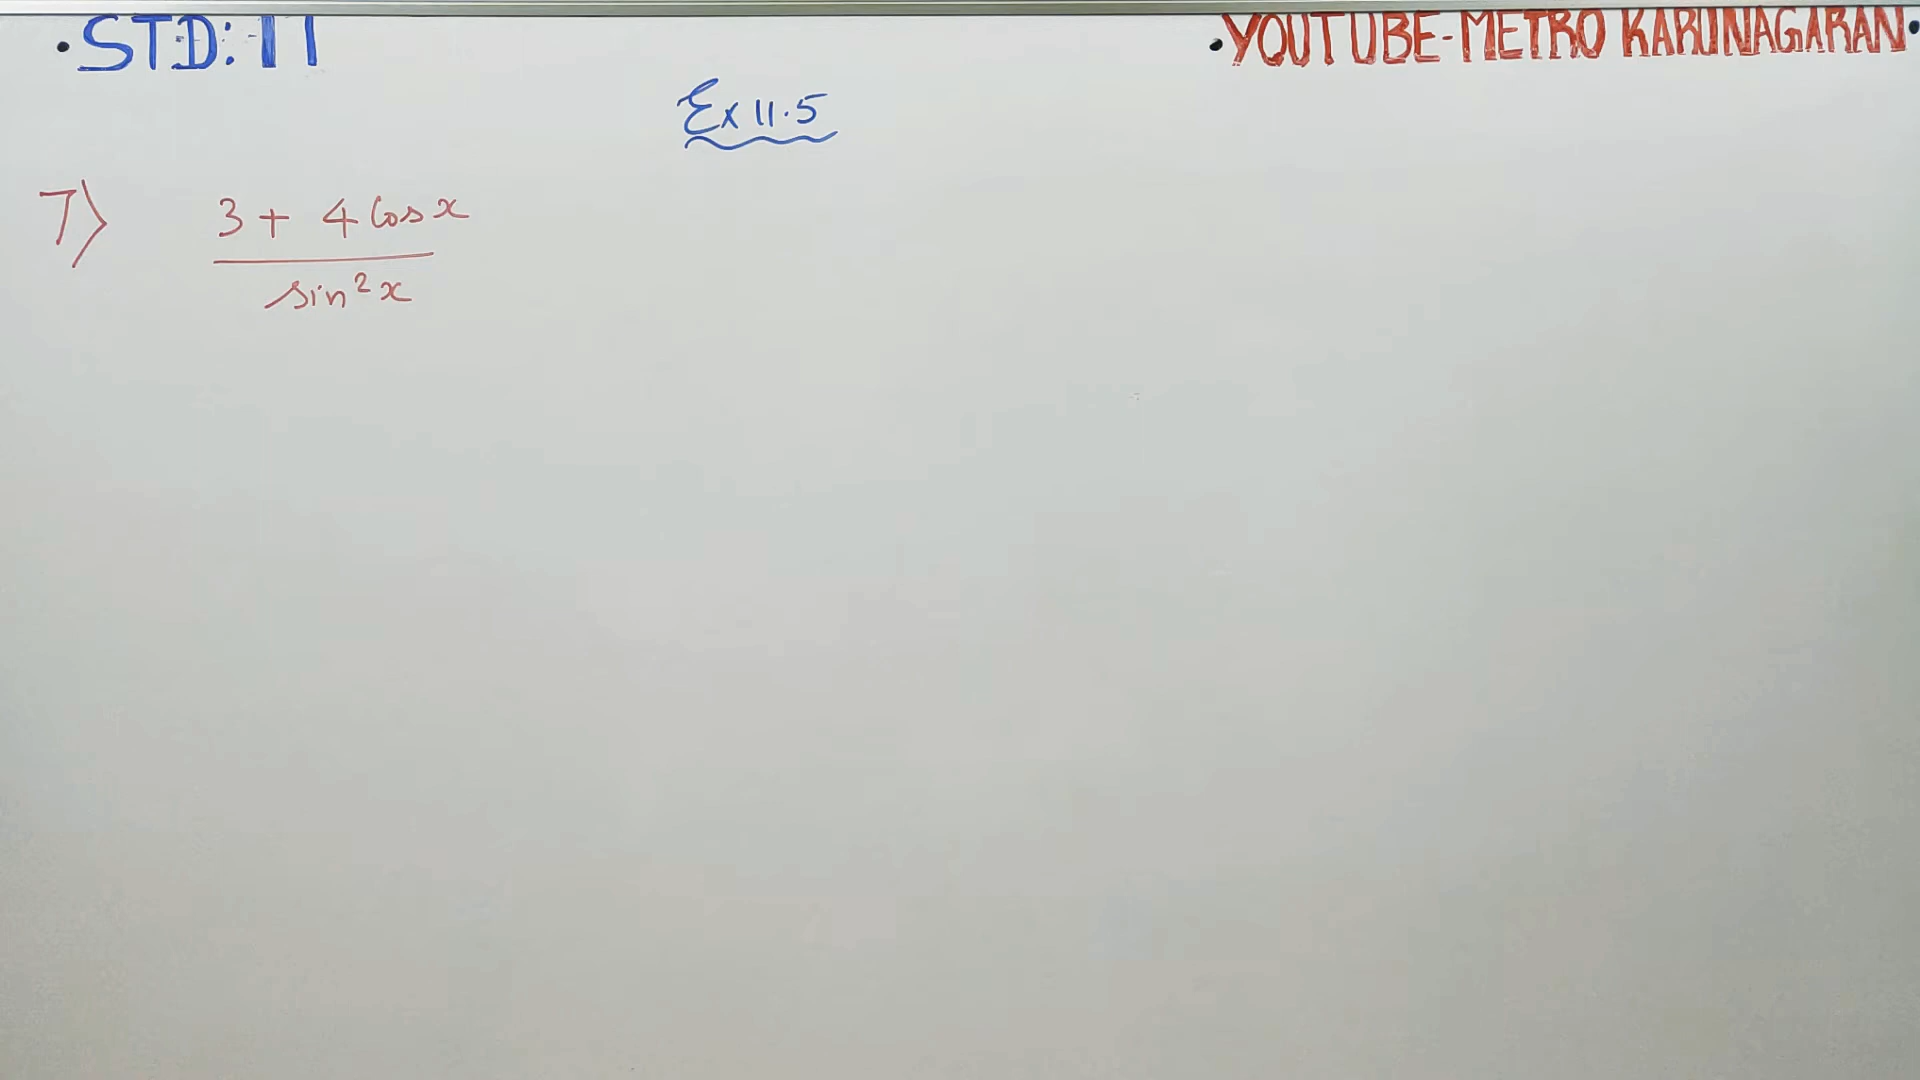 •STD: 11
•YOUTUBE-METRO KARUNAGARAN•
Ex 11.5
7) 3 + 4 Cos x
sin²x